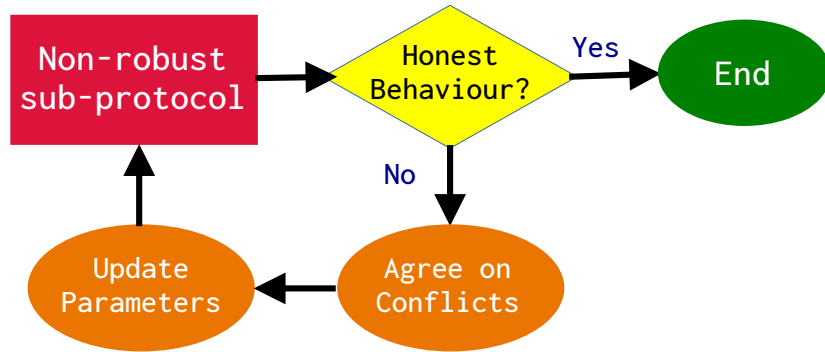 Non-robust
sub-protocol
Honest
Behaviour?
Yes
End
No
Update
Parameters
Agree on
Conflicts